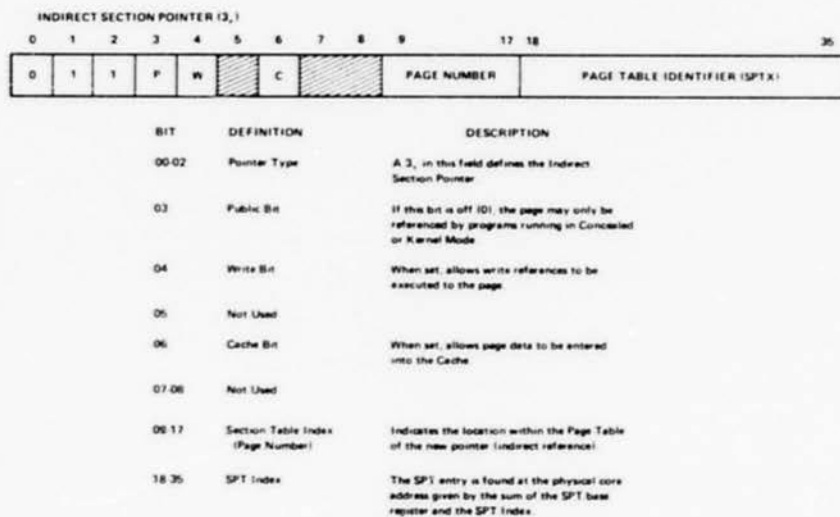 INDIRECT SECTION POINTER (3,)
0 1 2 3 4 5 6 7 8 9 17 18 35
0 1 1 P W C PAGE NUMBER PAGE TABLE IDENTIFIER (SPTX)
BIT DEFINITION DESCRIPTION
00-02 Pointer Type A 3, in this field defines the Indirect
Section Pointer
03 Public Bit If this bit is off (0), the page may only be
referenced by programs running in Concealed
or Kernel Mode
04 Write Bit When set, allows write references to be
executed to the page.
05 Not Used
06 Cache Bit When set, allows page data to be entered
into the Cache
07-08 Not Used
09-17 Section Table Index Indicates the location within the Page Table
(Page Number) of the new pointer (indirect reference)
18-35 SPT Index The SPT entry is found at the physical core
address given by the sum of the SPT base
register and the SPT Index.